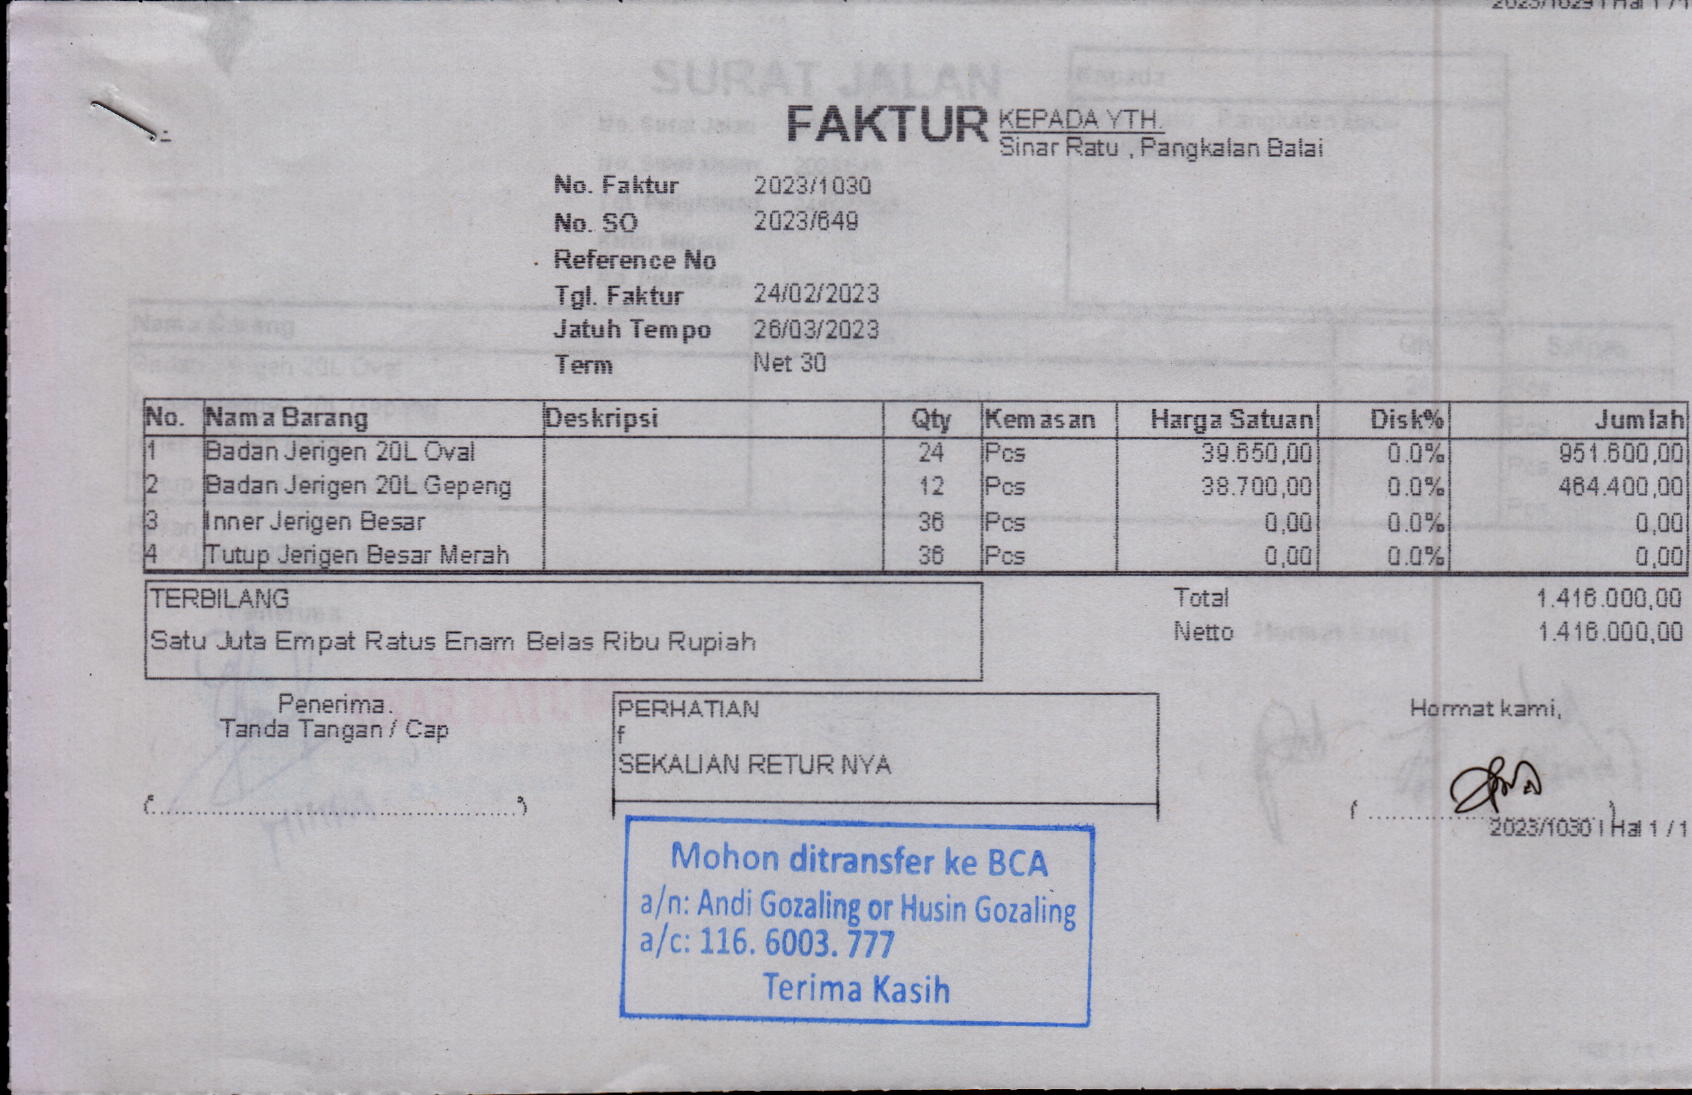 2023/1029 | Hal 1 / 1
SURAT JALAN
FAKTUR
KEPADA YTH.
Sinar Ratu , Pangkalan Balai
No. Faktur 2023/1030
No. SO 2023/649
Reference No
Tgl. Faktur 24/02/2023
Jatuh Tempo 26/03/2023
Term Net 30
No. Nama Barang Deskripsi Qty Kemasan Harga Satuan Disk% Jumlah
1 Badan Jerigen 20L Oval 24 Pcs 39.650,00 0.0% 951.600,00
2 Badan Jerigen 20L Gepeng 12 Pcs 38.700,00 0.0% 464.400,00
3 Inner Jerigen Besar 36 Pcs 0,00 0.0% 0,00
4 Tutup Jerigen Besar Merah 36 Pcs 0,00 0.0% 0,00
TERBILANG
Satu Juta Empat Ratus Enam Belas Ribu Rupiah
Total 1.416.000,00
Netto 1.416.000,00
Penerima.
Tanda Tangan / Cap
PERHATIAN
f
SEKALIAN RETUR NYA
Hormat kami,
2023/1030 | Hal 1 / 1
Mohon ditransfer ke BCA
a/n: Andi Gozaling or Husin Gozaling
a/c: 116. 6003. 777
Terima Kasih